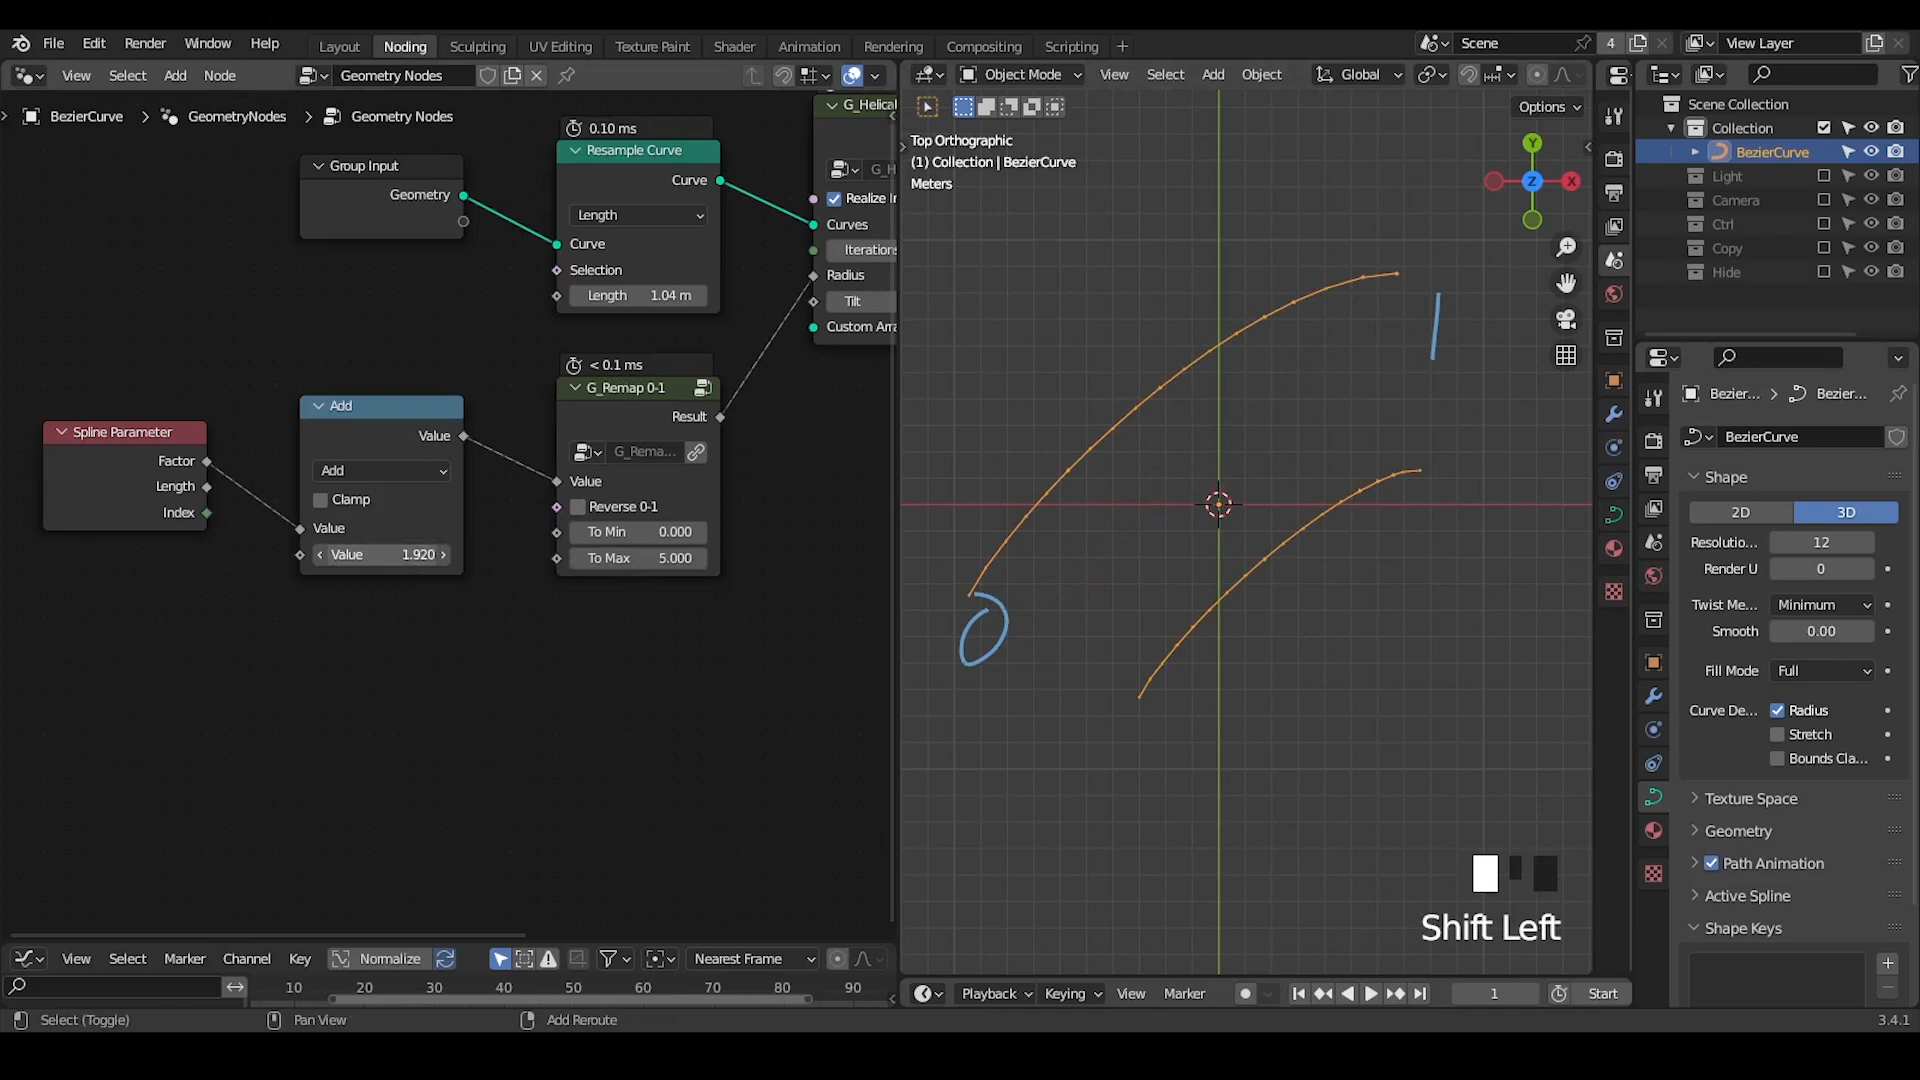 File Edit Render Window Help Layout Noding Sculpting UV Editing Texture Paint Shader Animation Rendering Compositing Scripting Scene 4 View Layer
View Select Add Node Geometry Nodes
Object Mode View Select Add Object Global
Options
BezierCurve GeometryNodes Geometry Nodes
0.10 ms
Resample Curve
Curve
Length
Curve
Selection
Length 1.04 m
Group Input
Geometry
G_Helical
G_H
Realize In
Curves
Iterations
Radius
Tilt
Custom Arr
Spline Parameter
Factor
Length
Index
Add
Value
Add
Clamp
Value
Value 1.920
< 0.1 ms
G_Remap 0-1
Result
G_Rema...
Value
Reverse 0-1
To Min 0.000
To Max 5.000
Top Orthographic
(1) Collection | BezierCurve
Meters
Y
Z X
0
1
Shift Left
Scene Collection
Collection
BezierCurve
Light
Camera
Ctrl
Copy
Hide
Bezier... Bezier...
BezierCurve
Shape
2D 3D
Resolutio... 12
Render U 0
Twist Me... Minimum
Smooth 0.00
Fill Mode Full
Curve De... Radius
Stretch
Bounds Cla...
Texture Space
Geometry
Path Animation
Active Spline
Shape Keys
View Select Marker Channel Key Normalize Nearest Frame
10 20 30 40 50 60 70 80 90
Playback Keying View Marker 1 Start
Select (Toggle) Pan View Add Reroute 3.4.1